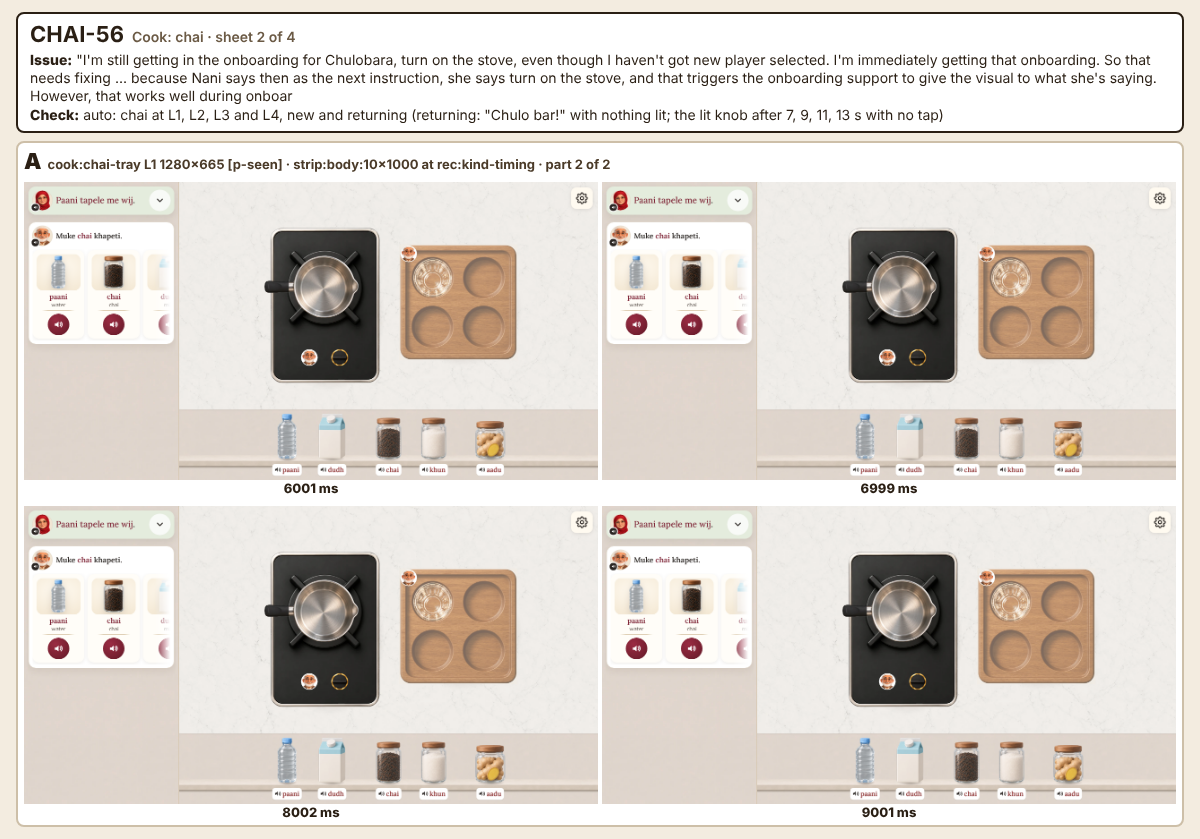 CHAI-56 Cook: chai · sheet 2 of 4
Issue: "I'm still getting in the onboarding for Chulobara, turn on the stove, even though I haven't got new player selected. I'm immediately getting that onboarding. So that
needs fixing ... because Nani says then as the next instruction, she says turn on the stove, and that triggers the onboarding support to give the visual to what she's saying.
However, that works well during onboar
Check: auto: chai at L1, L2, L3 and L4, new and returning (returning: "Chulo bar!" with nothing lit; the lit knob after 7, 9, 11, 13 s with no tap)
A cook:chai-tray L1 1280×665 [p-seen] · strip:body:10×1000 at rec:kind-timing · part 2 of 2
Paani tapele me wij.
Muke chai khapeti.
paani chai
water chai
paani dudh chai khun aadu
6001 ms
Paani tapele me wij.
Muke chai khapeti.
paani chai
water chai
paani dudh chai khun aadu
6999 ms
Paani tapele me wij.
Muke chai khapeti.
paani chai
water chai
paani dudh chai khun aadu
8002 ms
Paani tapele me wij.
Muke chai khapeti.
paani chai
water chai
paani dudh chai khun aadu
9001 ms